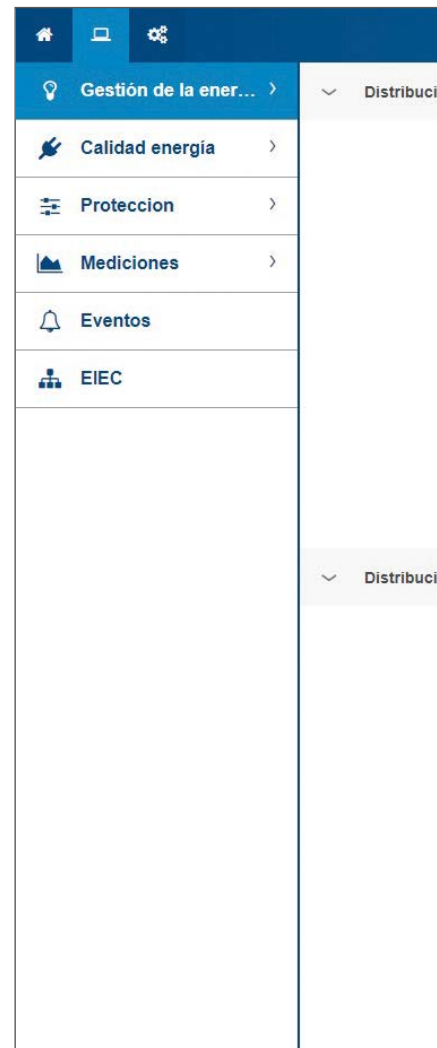 Gestión de la ener...
Distribuci
Calidad energía
Proteccion
Mediciones
Eventos
EIEC
Distribuci